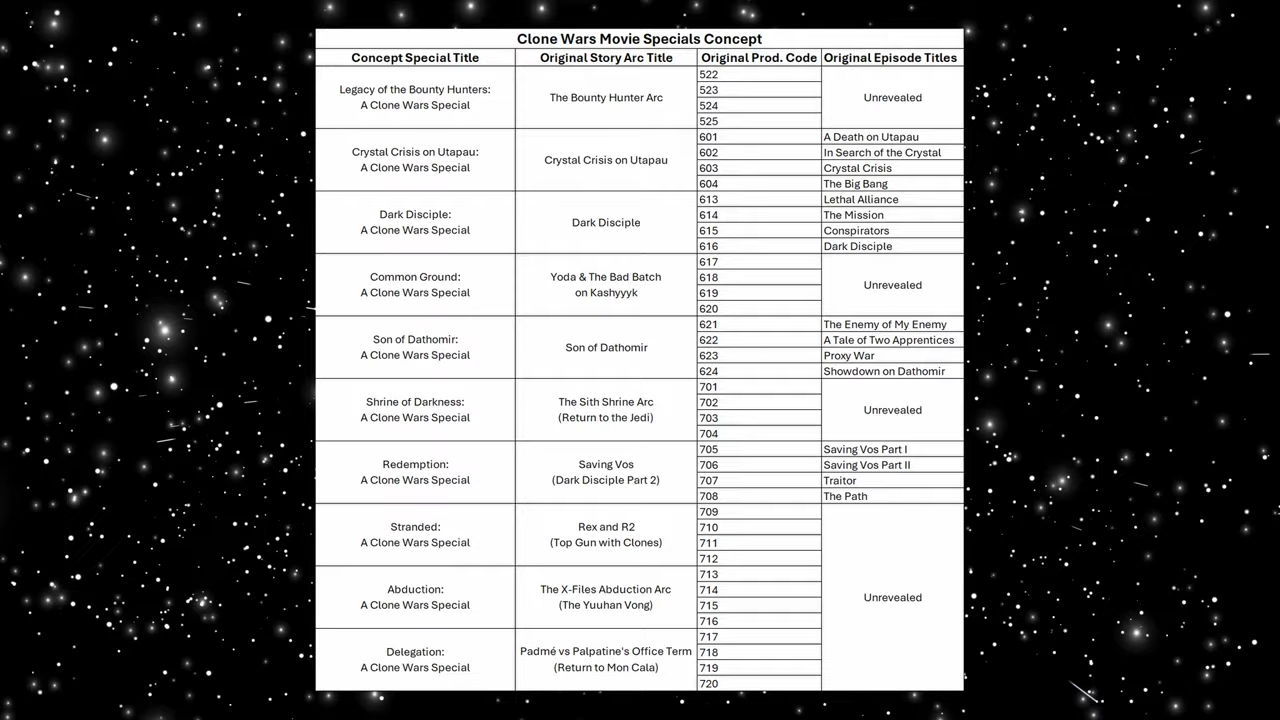 Clone Wars Movie Specials Concept
Concept Special Title
Original Story Arc Title
Original Prod. Code
Original Episode Titles
Legacy of the Bounty Hunters:
A Clone Wars Special
The Bounty Hunter Arc
522
523
524
525
Unrevealed
Crystal Crisis on Utapau:
A Clone Wars Special
Crystal Crisis on Utapau
601
A Death on Utapau
602
In Search of the Crystal
603
Crystal Crisis
604
The Big Bang
Dark Disciple:
A Clone Wars Special
Dark Disciple
613
Lethal Alliance
614
The Mission
615
Conspirators
616
Dark Disciple
Common Ground:
A Clone Wars Special
Yoda & The Bad Batch
on Kashyyyk
617
618
619
620
Unrevealed
Son of Dathomir:
A Clone Wars Special
Son of Dathomir
621
The Enemy of My Enemy
622
A Tale of Two Apprentices
623
Proxy War
624
Showdown on Dathomir
Shrine of Darkness:
A Clone Wars Special
The Sith Shrine Arc
(Return to the Jedi)
701
702
703
704
Unrevealed
Redemption:
A Clone Wars Special
Saving Vos
(Dark Disciple Part 2)
705
Saving Vos Part I
706
Saving Vos Part II
707
Traitor
708
The Path
Stranded:
A Clone Wars Special
Rex and R2
(Top Gun with Clones)
709
710
711
712
Abduction:
A Clone Wars Special
The X-Files Abduction Arc
(The Yuuhan Vong)
713
714
715
716
Unrevealed
Delegation:
A Clone Wars Special
Padmé vs Palpatine's Office Term
(Return to Mon Cala)
717
718
719
720